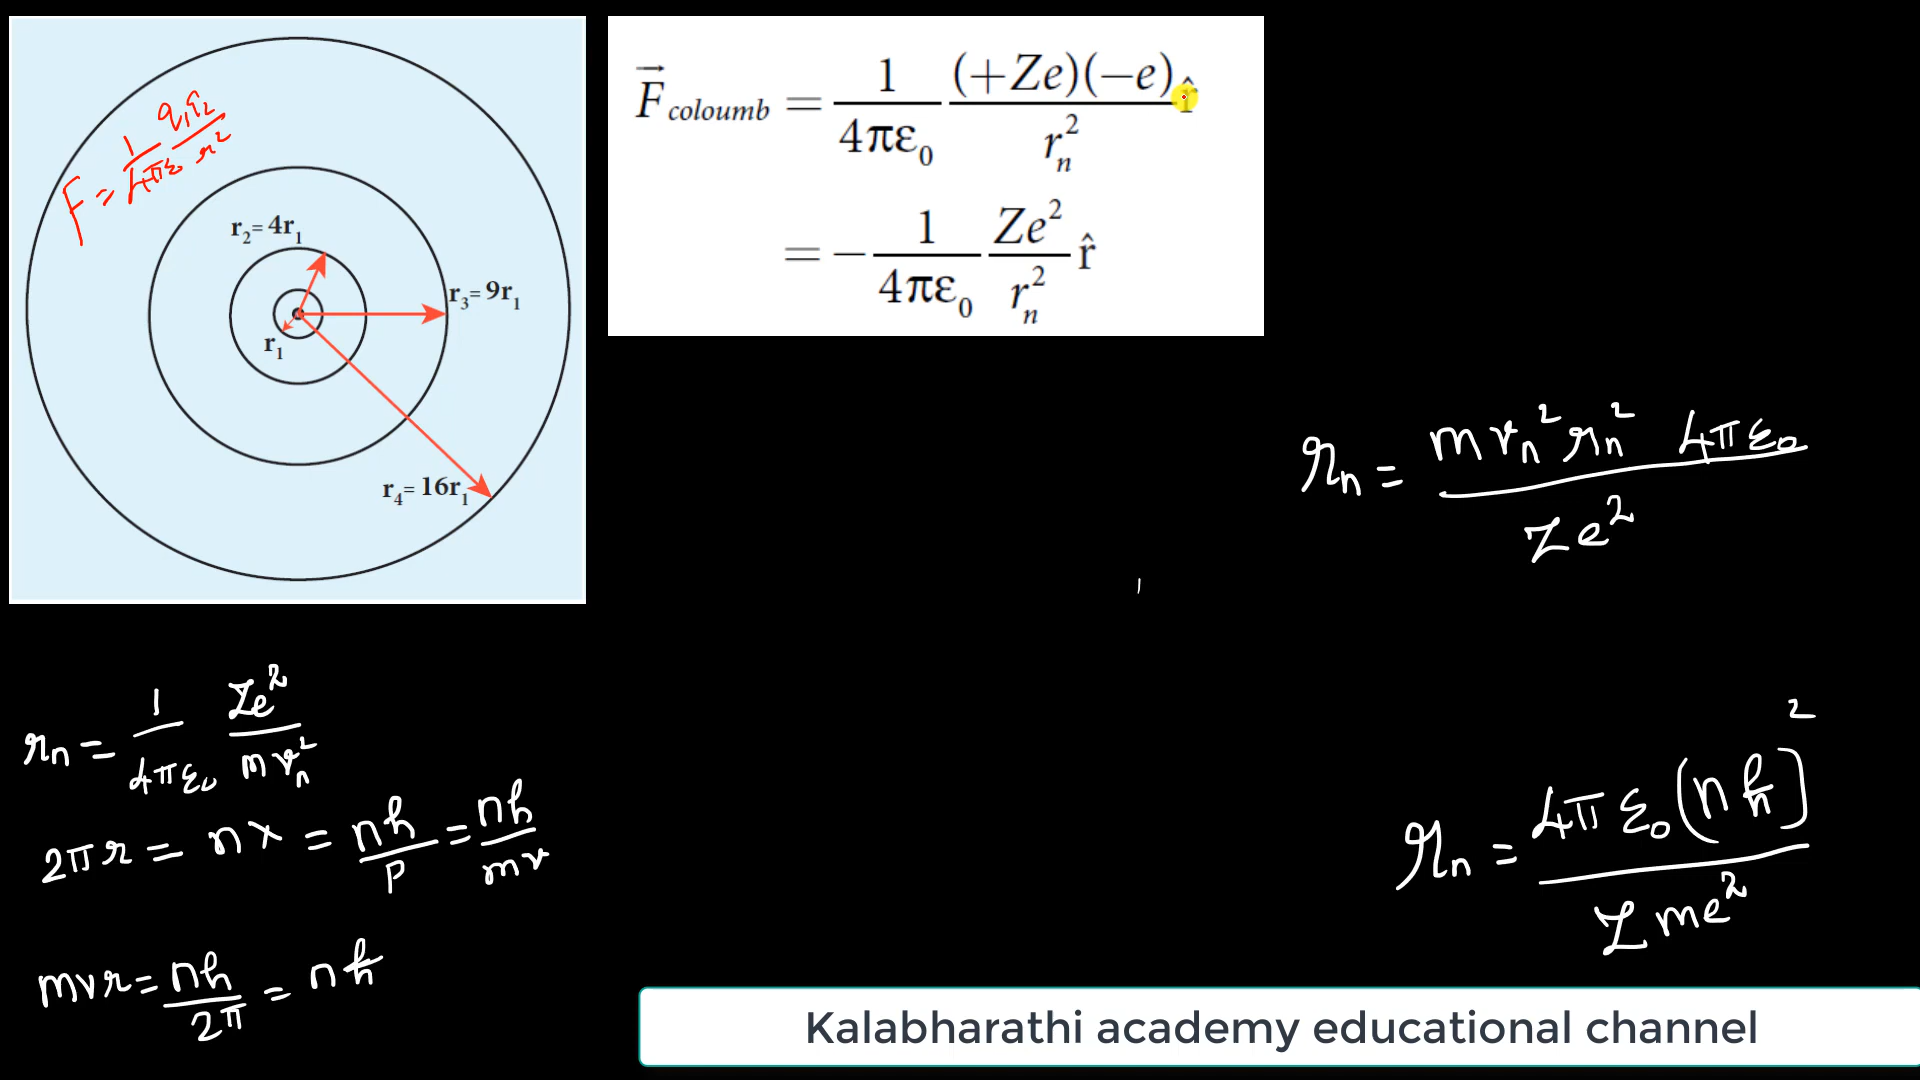 F = 1/4πε q₁q₂/r²
r₂= 4r₁
r₃= 9r₁
r₁
r₄= 16r₁
F⃗coloumb = 1/4πε₀ (+Ze)(−e)/rₙ² r̂
= − 1/4πε₀ Ze²/rₙ² r̂
rₙ = mvₙ²rₙ² 4πε₀/Ze²
rₙ = 1/4πε₀ Ze²/mvₙ²
2πr = nλ = nh/p = nh/mv
mvr = nh/2π = nħ
rₙ = 4πε₀(nħ)²/Zme²
Kalabharathi academy educational channel